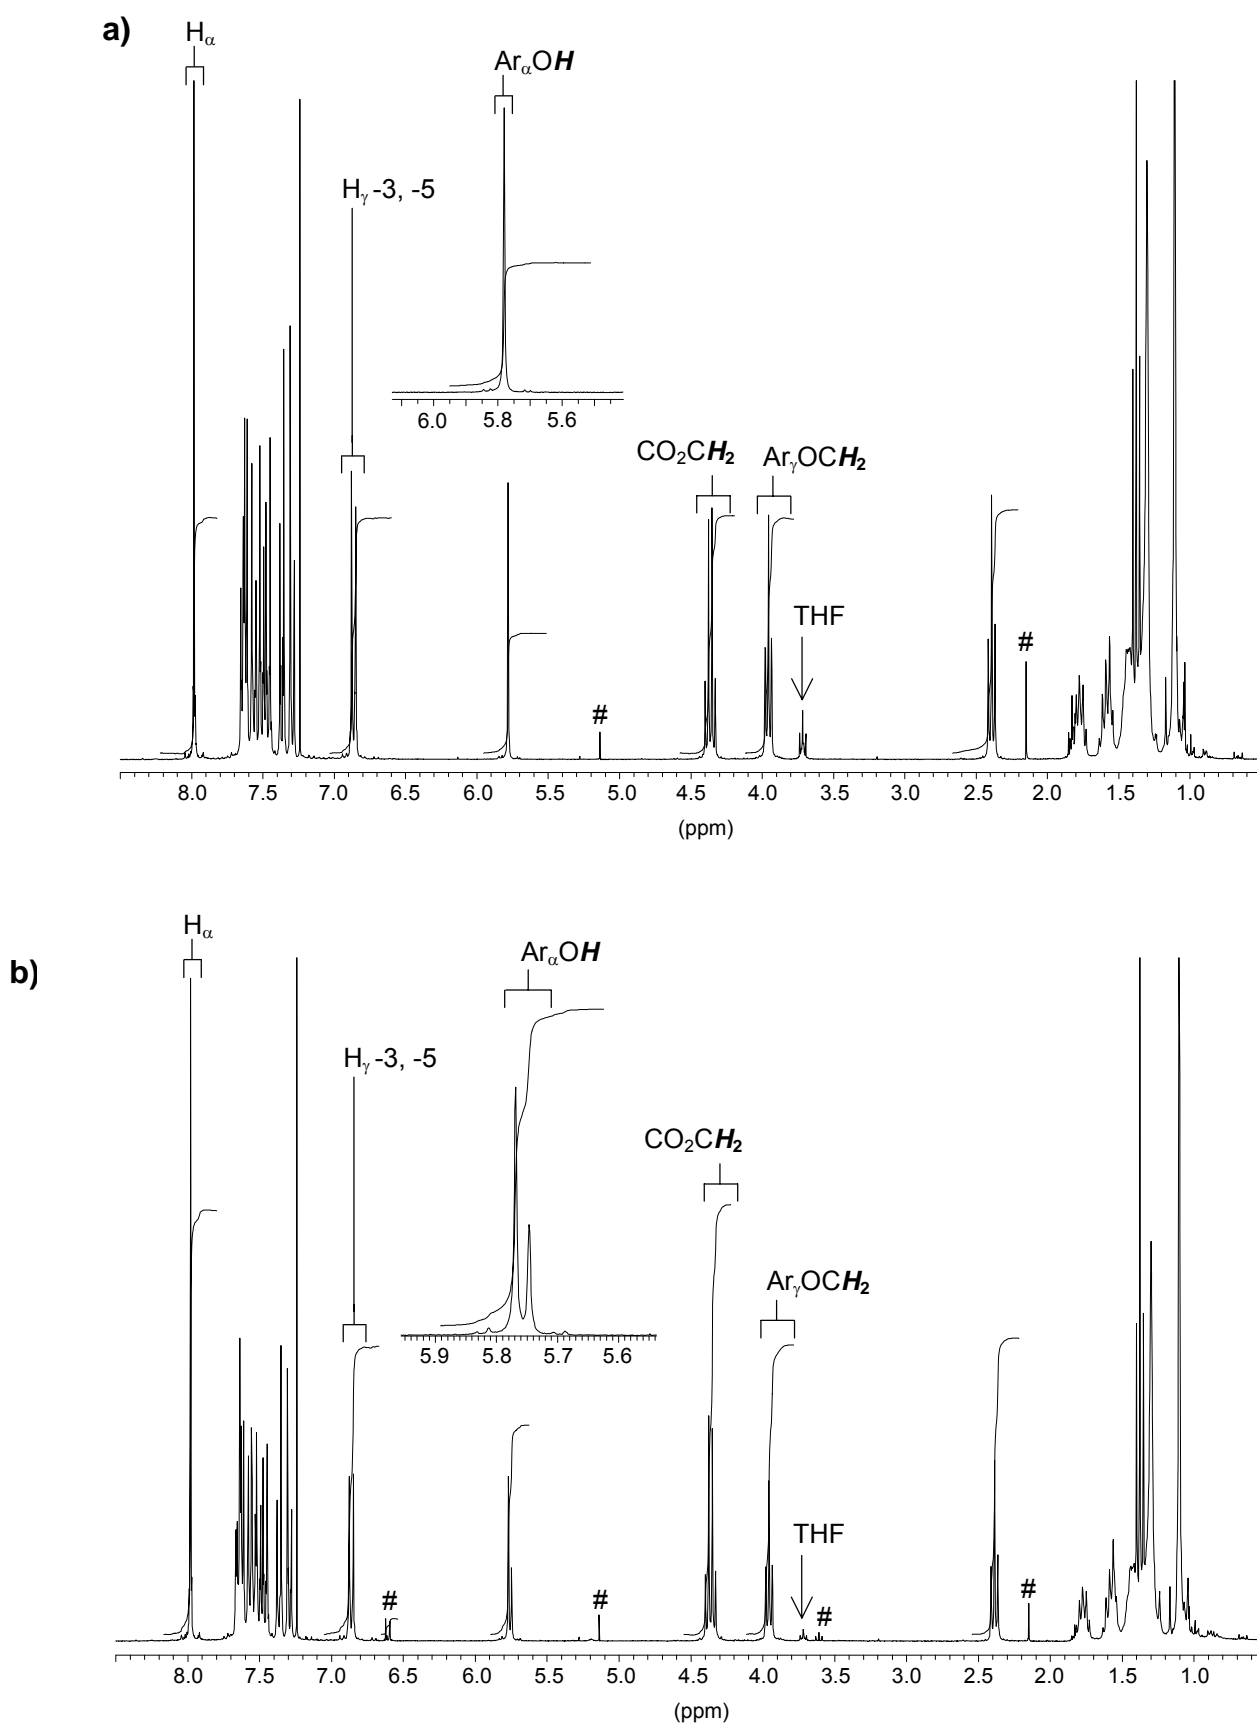 a)
Hα
ArαOH
Hγ -3, -5
6.0 5.8 5.6
CO₂CH₂ ArγOCH₂
THF
#
#
8.0 7.5 7.0 6.5 6.0 5.5 5.0 4.5 4.0 3.5 3.0 2.5 2.0 1.5 1.0
(ppm)
Hα
b)
ArαOH
Hγ -3, -5
CO₂CH₂
ArγOCH₂
5.9 5.8 5.7 5.6
THF
# # # #
8.0 7.5 7.0 6.5 6.0 5.5 5.0 4.5 4.0 3.5 3.0 2.5 2.0 1.5 1.0
(ppm)